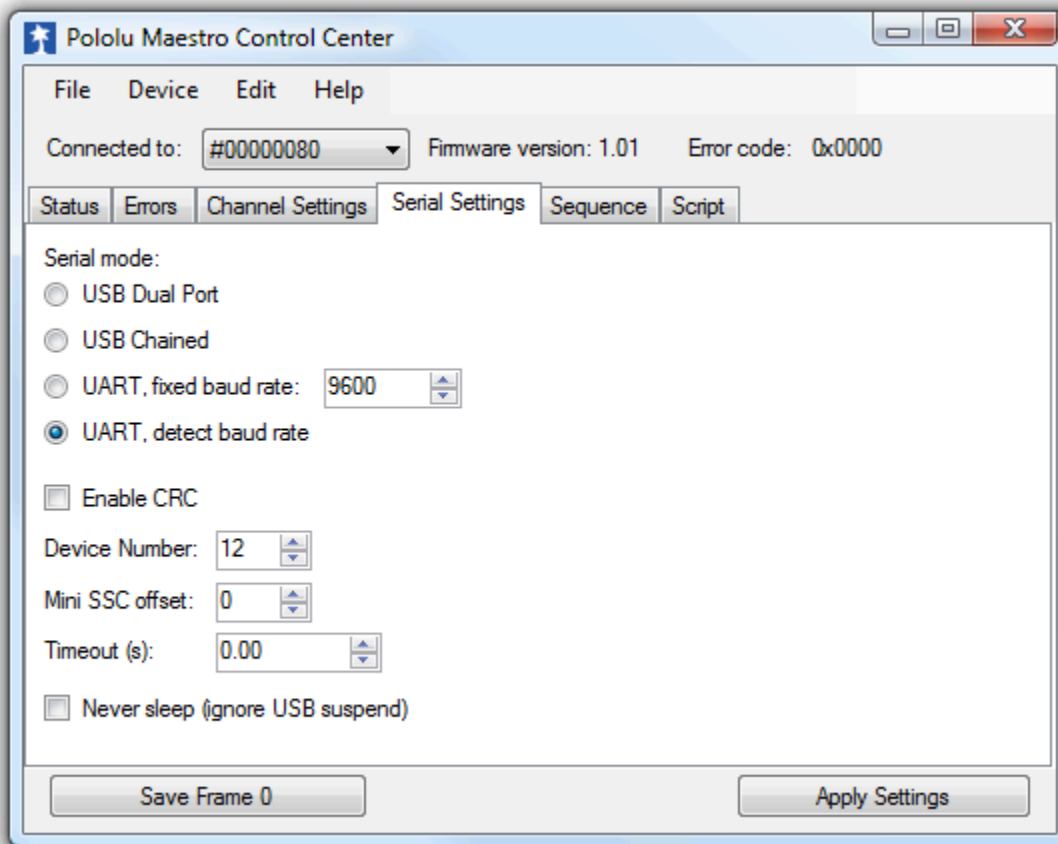 Pololu Maestro Control Center
File Device Edit Help
Connected to: #00000080 Firmware version: 1.01 Error code: 0x0000
Status Errors Channel Settings Serial Settings Sequence Script
Serial mode:
USB Dual Port
USB Chained
UART, fixed baud rate: 9600
UART, detect baud rate
Enable CRC
Device Number: 12
Mini SSC offset: 0
Timeout (s): 0.00
Never sleep (ignore USB suspend)
Save Frame 0 Apply Settings